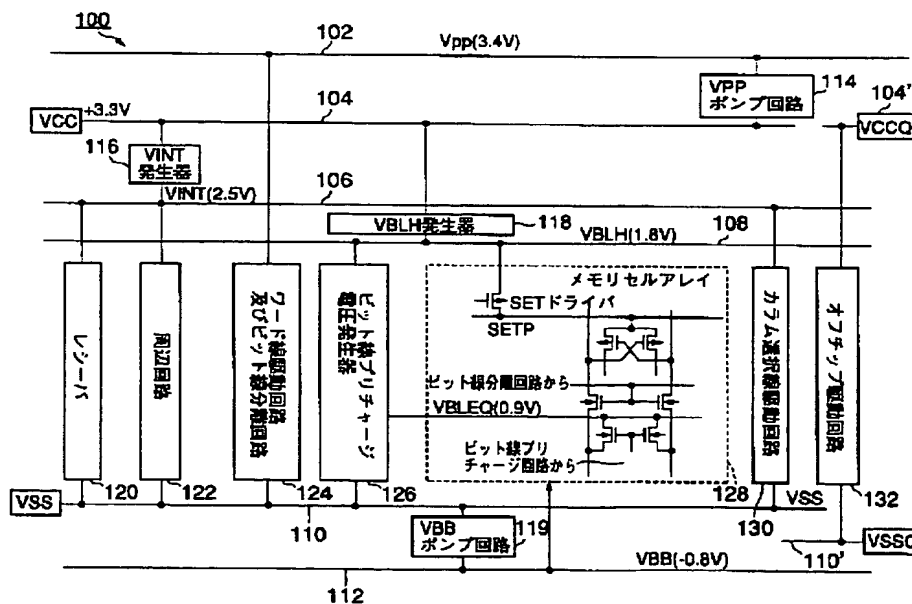 100
102
Vpp(3.4V)
VPP
ポンプ回路
114
104'
VCC
+3.3V
104
VCCQ
116
VINT
発生器
VINT(2.5V)
106
VBLH発生器
118
VBLH(1.8V)
108
レシーバ
周辺回路
ワード線駆動回路
及びビット線分離回路
ビット線プリチャージ
電圧発生器
メモリセルアレイ
SETドライバ
SETP
ビット線分離回路から
VBLEQ(0.9V)
ビット線プリ
チャージ回路から
カラム選択線駆動回路
オフチップ駆動回路
120
122
124
126
128
130
132
VSS
VSS
110
VBB
ポンプ回路
119
110'
VSSQ
VBB(-0.8V)
112